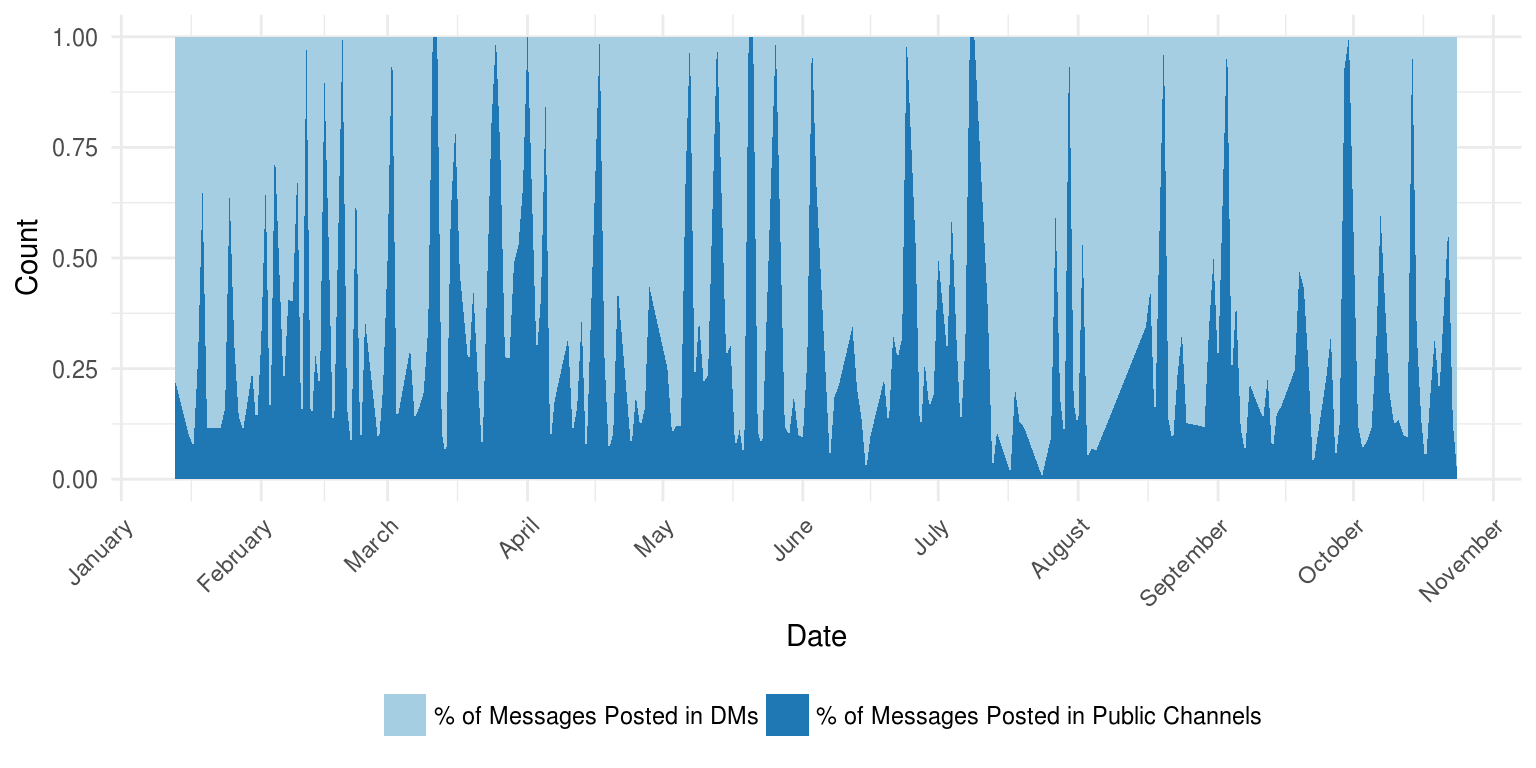 1.00
0.75
0.50
0.25
0.00
Count
January
February
March
April
May
June
July
August
September
October
November
Date
% of Messages Posted in DMs
% of Messages Posted in Public Channels